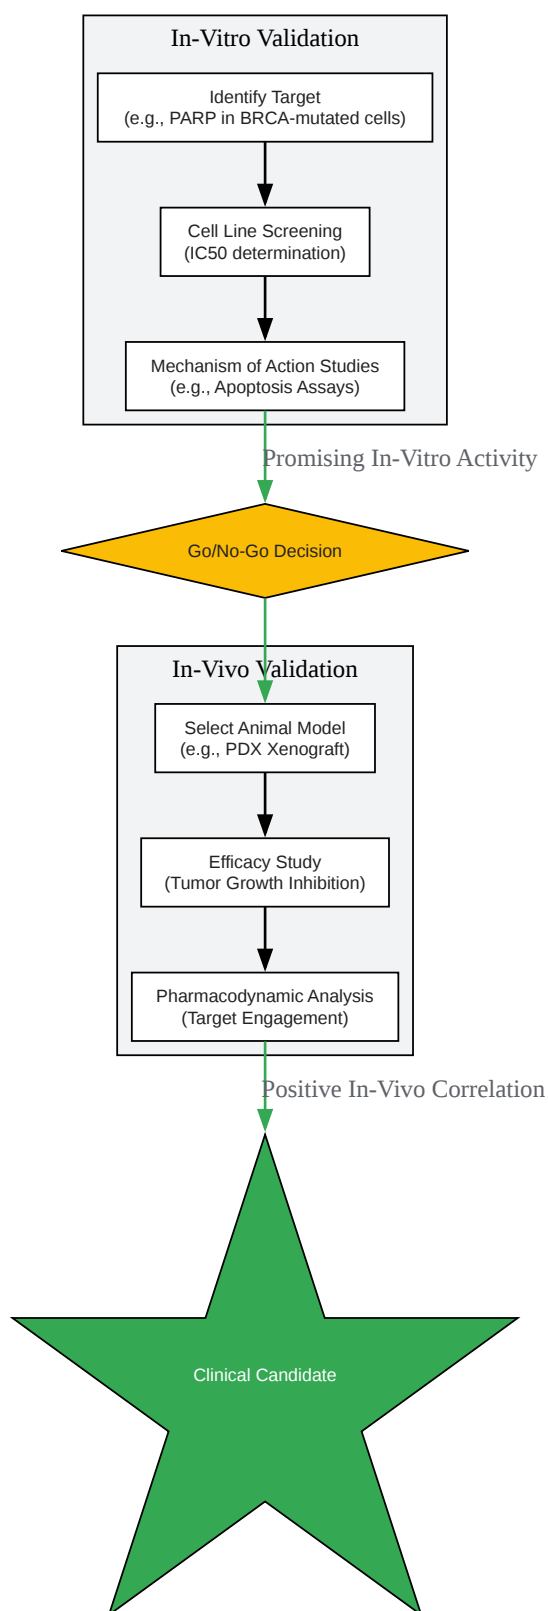 In-Vitro Validation
Identify Target
(e.g., PARP in BRCA-mutated cells)
Cell Line Screening
(IC50 determination)
Mechanism of Action Studies
(e.g., Apoptosis Assays)
Promising In-Vitro Activity
Go/No-Go Decision
In-Vivo Validation
Select Animal Model
(e.g., PDX Xenograft)
Efficacy Study
(Tumor Growth Inhibition)
Pharmacodynamic Analysis
(Target Engagement)
Positive In-Vivo Correlation
Clinical Candidate